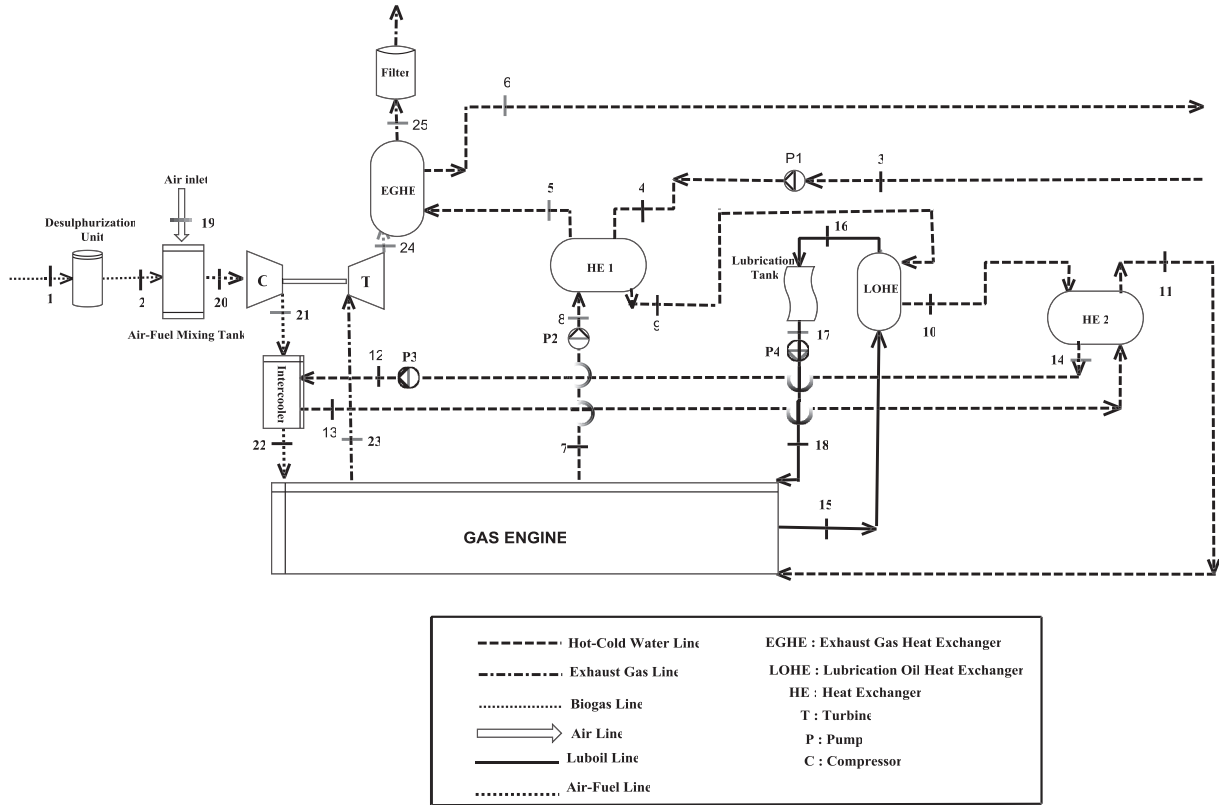 Filter
6
25
P1
3
EGHE
5
4
Air inlet
19
Desulphurization
Unit
24
16
Lubrication
Tank
HE 1
C
T
LOHE
11
1
2
20
Air-Fuel Mixing Tank
21
8
9
10
HE 2
P2
17
P4
14
12
P3
Intercooler
13
22
23
7
18
15
GAS ENGINE
Hot-Cold Water Line
Exhaust Gas Line
Biogas Line
Air Line
Luboil Line
Air-Fuel Line
EGHE : Exhaust Gas Heat Exchanger
LOHE : Lubrication Oil Heat Exchanger
HE : Heat Exchanger
T : Turbine
P : Pump
C : Compressor